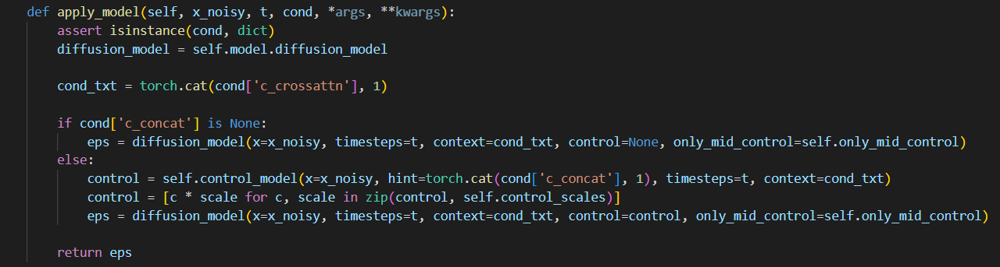 def apply_model(self, x_noisy, t, cond, *args, **kwargs):
    assert isinstance(cond, dict)
    diffusion_model = self.model.diffusion_model

    cond_txt = torch.cat(cond['c_crossattn'], 1)

    if cond['c_concat'] is None:
        eps = diffusion_model(x=x_noisy, timesteps=t, context=cond_txt, control=None, only_mid_control=self.only_mid_control)
    else:
        control = self.control_model(x=x_noisy, hint=torch.cat(cond['c_concat'], 1), timesteps=t, context=cond_txt)
        control = [c * scale for c, scale in zip(control, self.control_scales)]
        eps = diffusion_model(x=x_noisy, timesteps=t, context=cond_txt, control=control, only_mid_control=self.only_mid_control)

    return eps